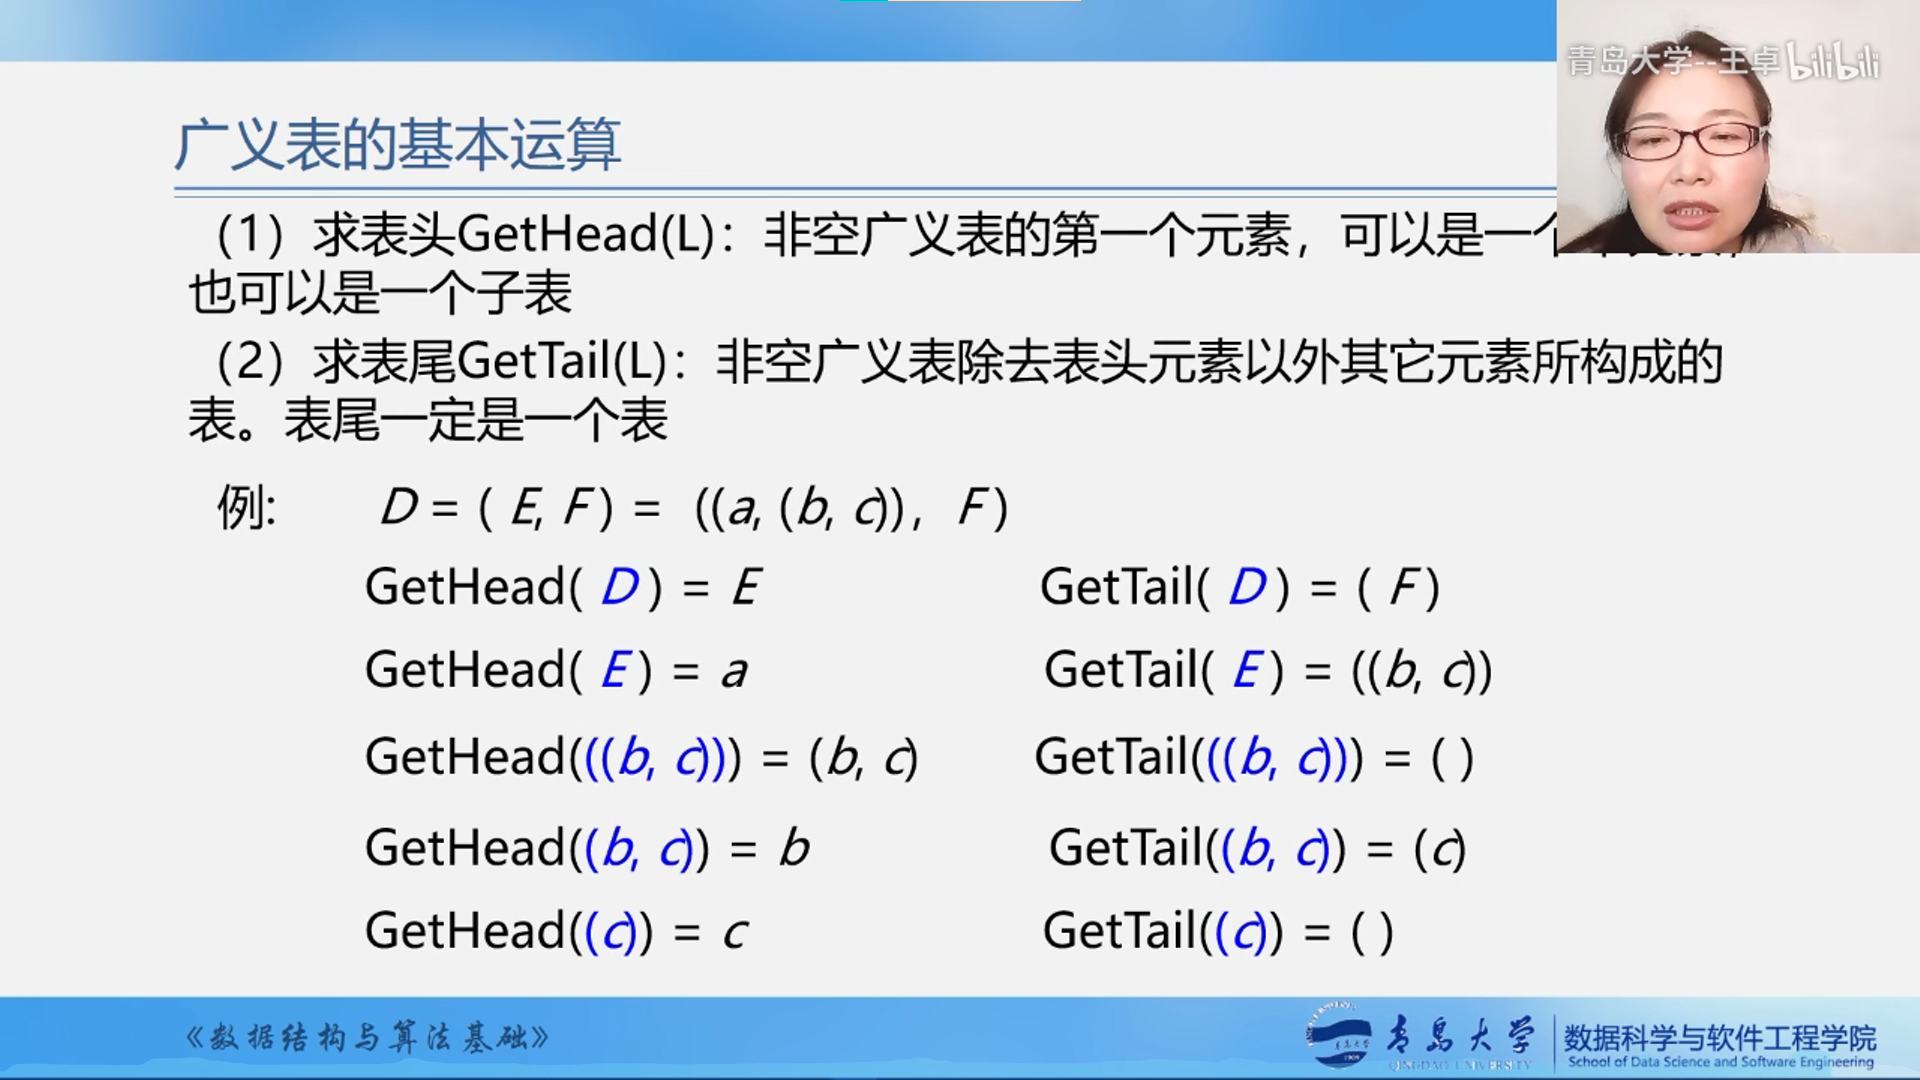 青岛大学--王卓 bilibili
广义表的基本运算
（1）求表头GetHead(L)：非空广义表的第一个元素，可以是一个
也可以是一个子表
（2）求表尾GetTail(L)：非空广义表除去表头元素以外其它元素所构成的
表。表尾一定是一个表
例: D = ( E, F ) = ((a, (b, c)), F )
GetHead( D ) = E GetTail( D ) = ( F )
GetHead( E ) = a GetTail( E ) = ((b, c))
GetHead(((b, c))) = (b, c) GetTail(((b, c))) = ( )
GetHead((b, c)) = b GetTail((b, c)) = (c)
GetHead((c)) = c GetTail((c)) = ( )
《数据结构与算法基础》
青岛大学 数据科学与软件工程学院
QINGDAO UNIVERSITY School of Data Science and Software Engineering